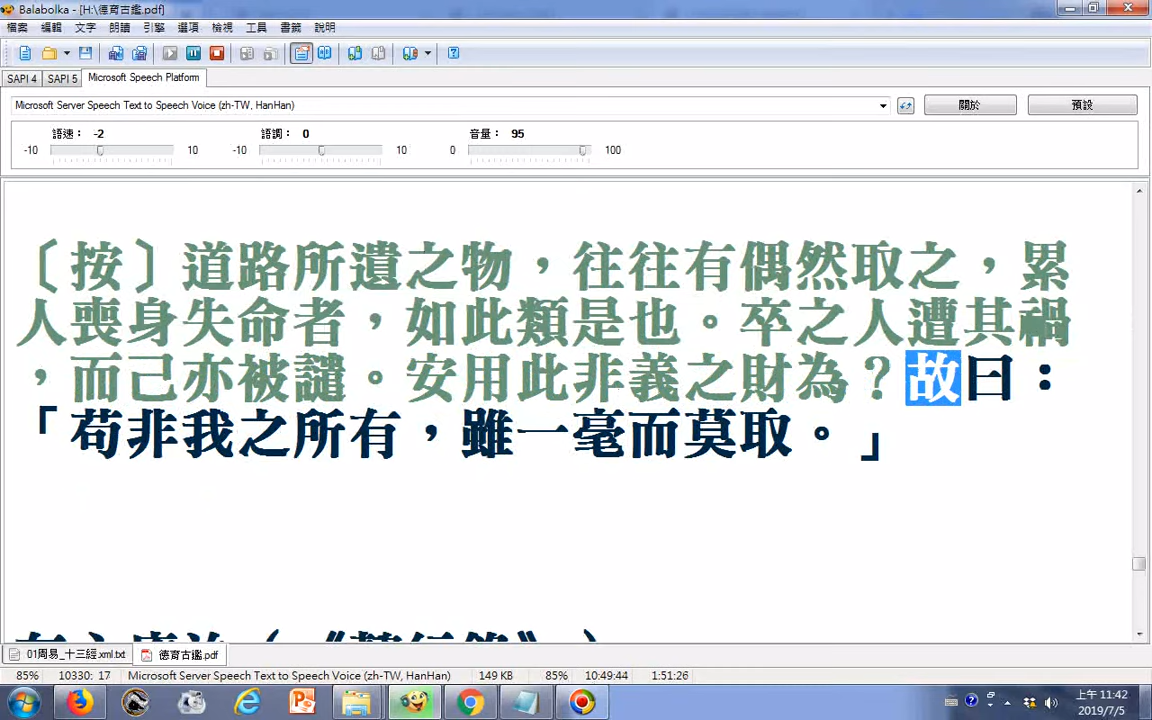 Balabolka - [H:\德育古鑑.pdf]
檔案 編輯 文字 朗讀 引擎 選項 檢視 工具 書籤 說明
SAPI 4 SAPI 5 Microsoft Speech Platform
Microsoft Server Speech Text to Speech Voice (zh-TW, HanHan) 關於 預設
語速： -2 語調： 0 音量： 95
-10 10 -10 10 0 100
〔按〕道路所遺之物，往往有偶然取之，累
人喪身失命者，如此類是也。卒之人遭其禍
，而己亦被譴。安用此非義之財為？故曰：
「苟非我之所有，雖一毫而莫取。」
01周易_十三經.xml.txt 德育古鑑.pdf
85% 10330: 17 Microsoft Server Speech Text to Speech Voice (zh-TW, HanHan) 149 KB 85% 10:49:44 1:51:26
上午 11:42
2019/7/5